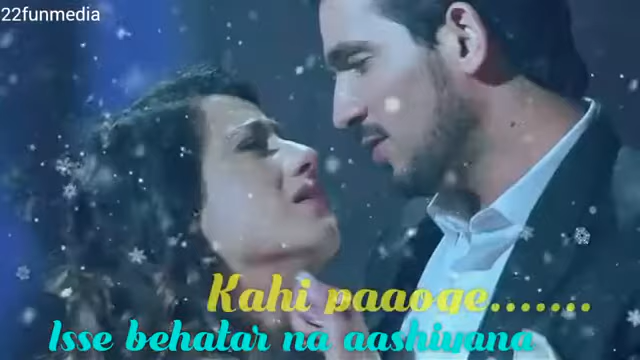 22funmedia
Kahi paaoge.......
Isse behatar na aashiyana